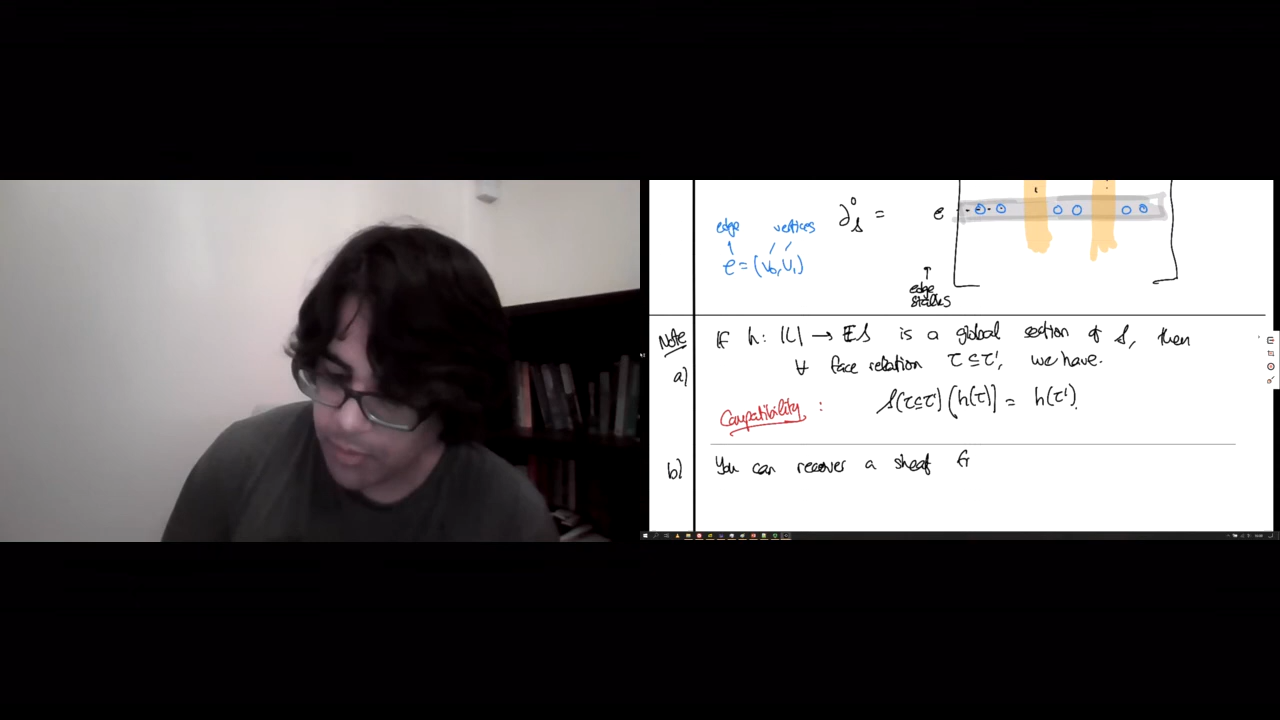 edge vertices
e = (v₀, v₁)
∂⁰_S = e
edge
stalks
Note
a)
If h: |L| → ES is a global section of S, then
∀ face relation τ ⊆ τ', we have.
Compatibility : S(τ⊆τ') (h(τ)) = h(τ').
b) You can recover a sheaf fr